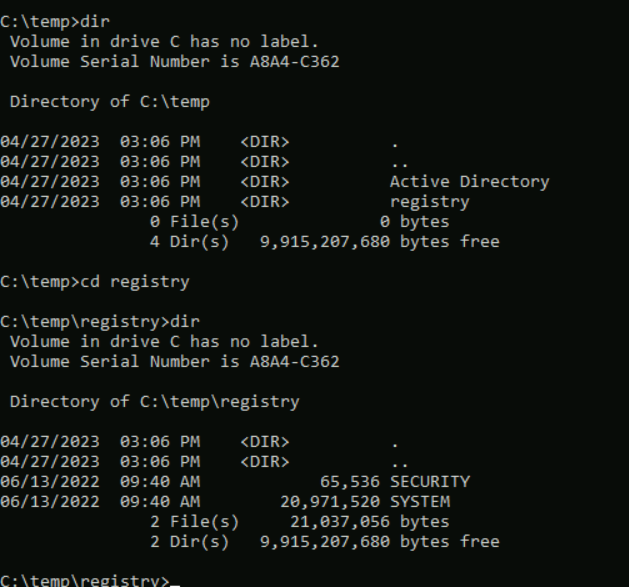 C:\temp>dir
 Volume in drive C has no label.
 Volume Serial Number is A8A4-C362
 Directory of C:\temp
04/27/2023  03:06 PM    <DIR>          .
04/27/2023  03:06 PM    <DIR>          ..
04/27/2023  03:06 PM    <DIR>          Active Directory
04/27/2023  03:06 PM    <DIR>          registry
               0 File(s)              0 bytes
               4 Dir(s)   9,915,207,680 bytes free
C:\temp>cd registry
C:\temp\registry>dir
 Volume in drive C has no label.
 Volume Serial Number is A8A4-C362
 Directory of C:\temp\registry
04/27/2023  03:06 PM    <DIR>          .
04/27/2023  03:06 PM    <DIR>          ..
06/13/2022  09:40 AM            65,536 SECURITY
06/13/2022  09:40 AM        20,971,520 SYSTEM
               2 File(s)     21,037,056 bytes
               2 Dir(s)   9,915,207,680 bytes free
C:\temp\registry>_